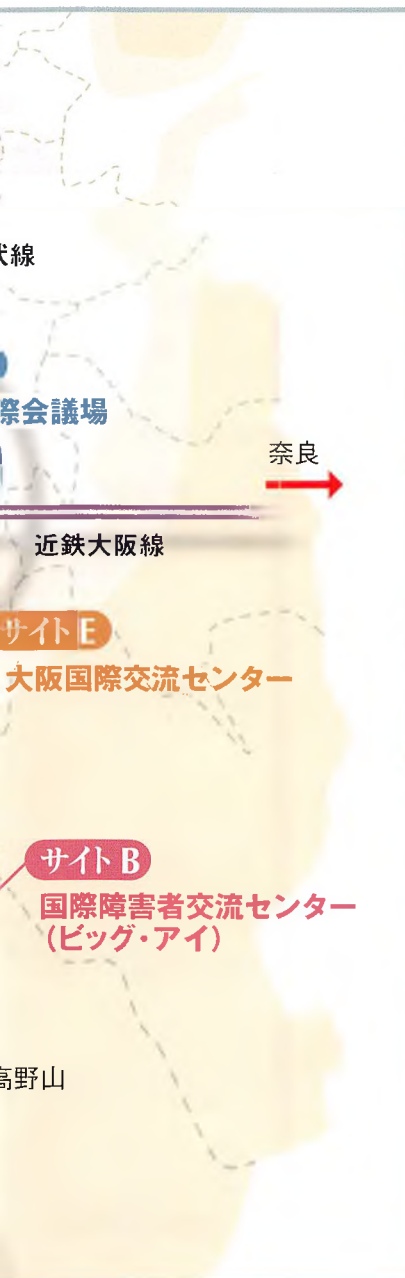 犬線
際会議場
奈良
近鉄大阪線
サイトE
大阪国際交流センター
サイトB
国際障害者交流センター
（ビッグ・アイ）
高野山